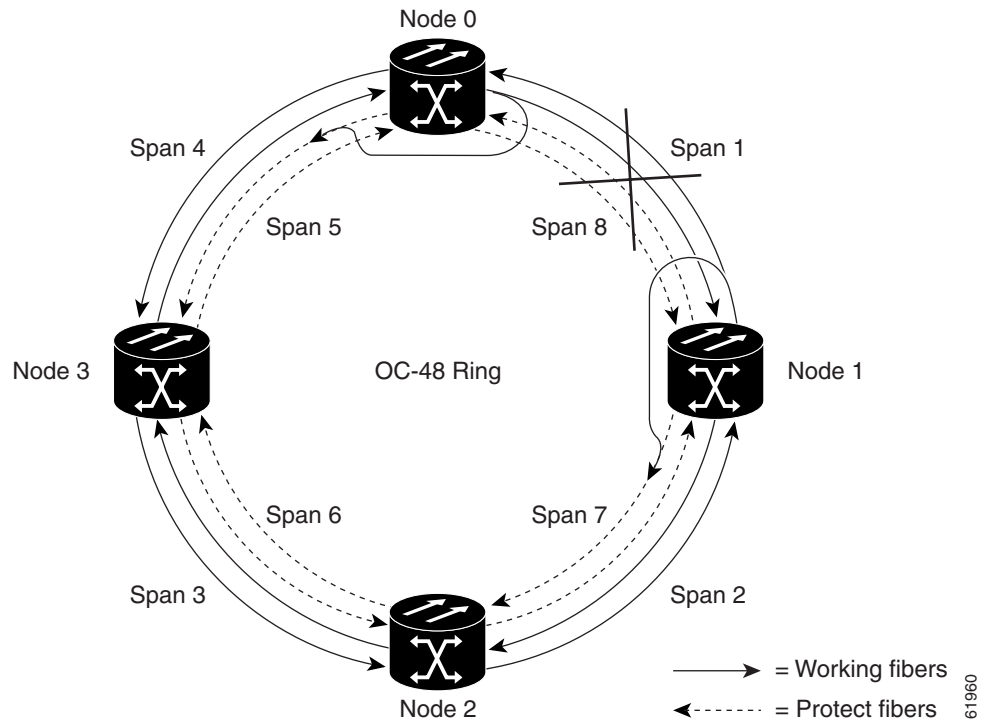 Node 0
Span 4
Span 1
Span 5
Span 8
Node 3
OC-48 Ring
Node 1
Span 6
Span 7
Span 3
Span 2
Node 2
= Working fibers
= Protect fibers
61960